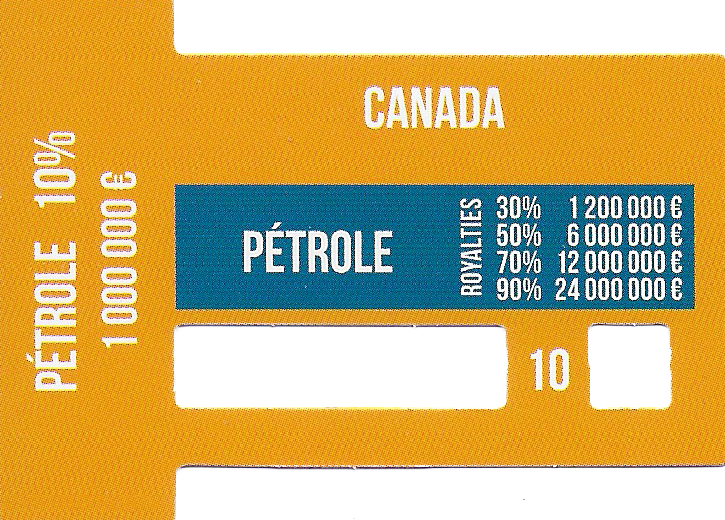 PÉTROLE 10%
1 000 000 €
CANADA
PÉTROLE
ROYALTIES
30% 1 200 000 €
50% 6 000 000 €
70% 12 000 000 €
90% 24 000 000 €
10